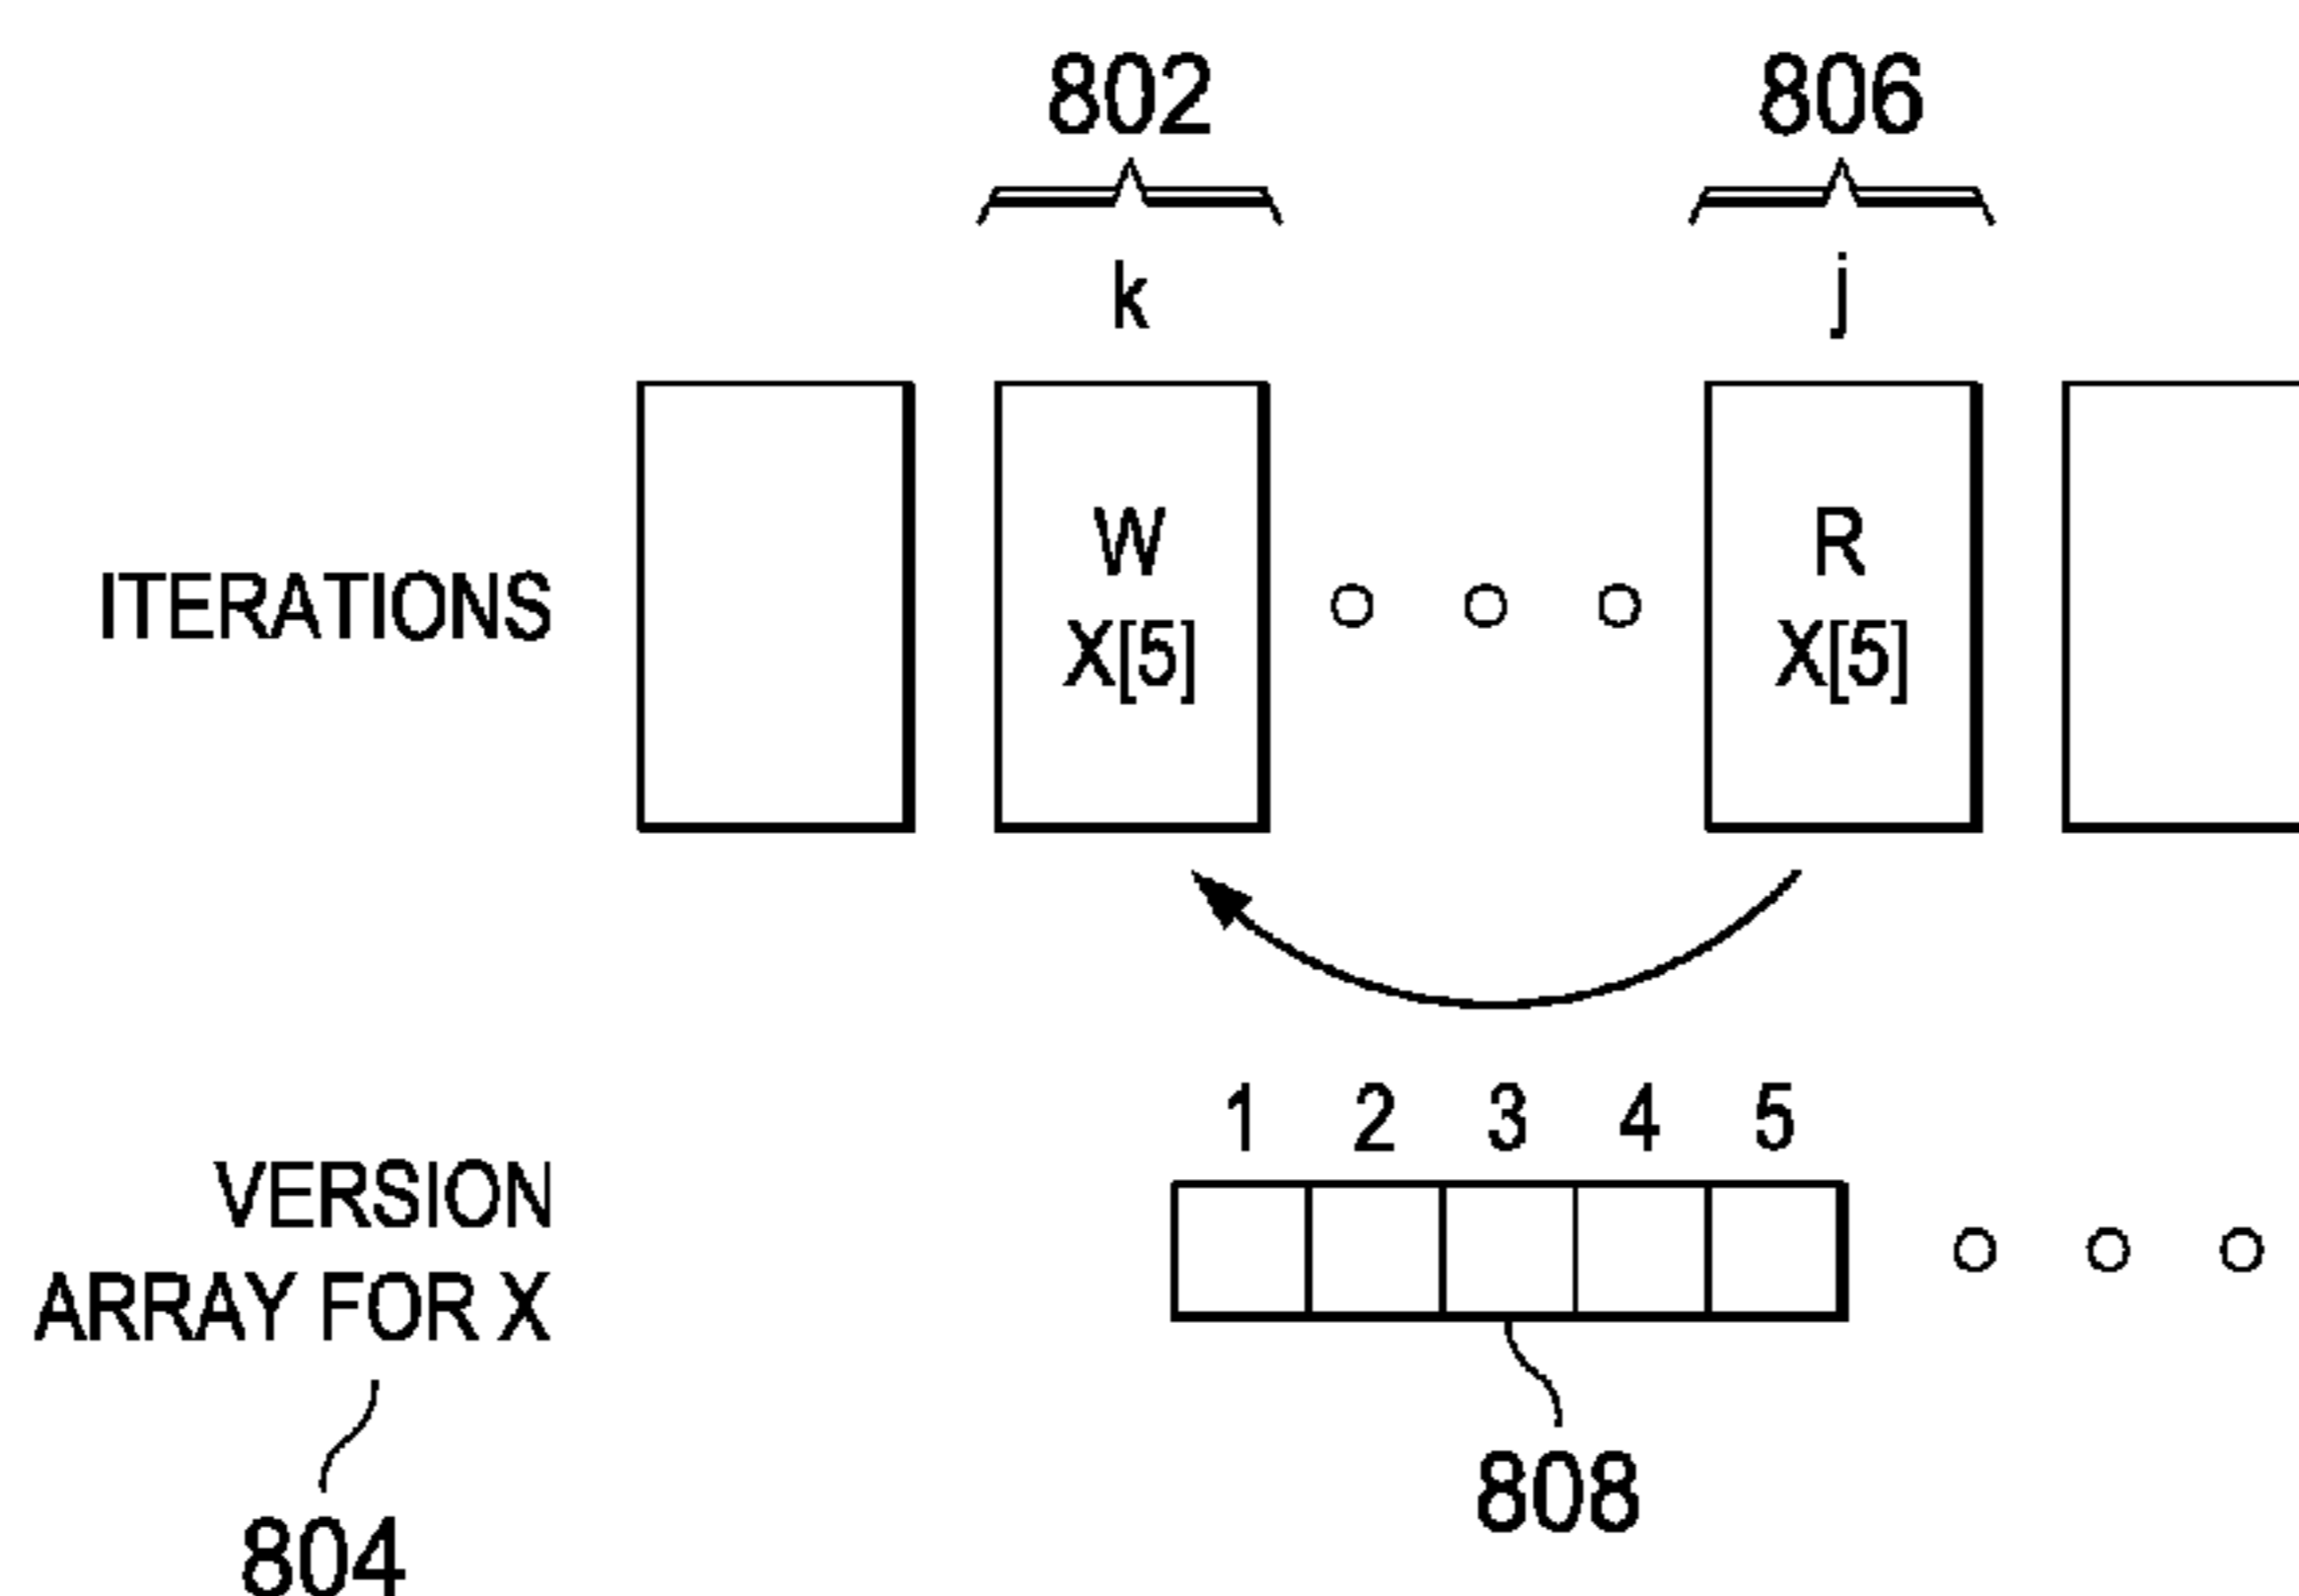 802 806
k j
W R
ITERATIONS
X[5] X[5]
1 2 3 4 5
VERSION
ARRAY FOR X
808
804